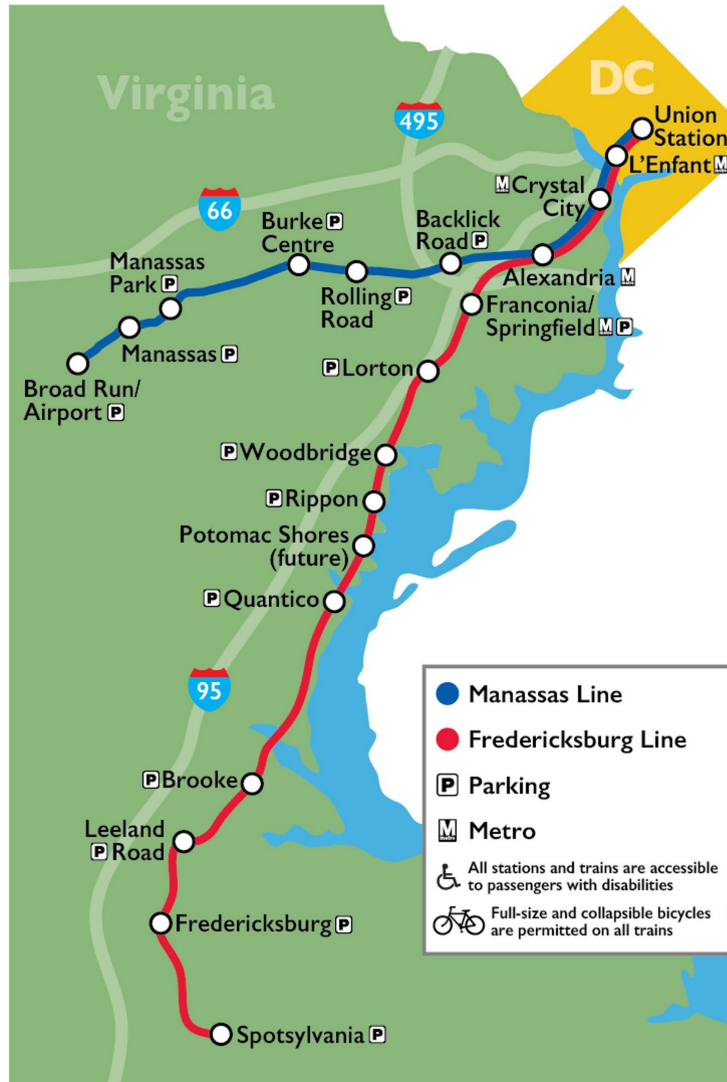 Virginia
DC
495
66
95
Union
Station
L'Enfant M
M Crystal
City
Alexandria M
Backlick
Road P
Burke P
Centre
Rolling P
Road
Manassas
Park P
Manassas P
Broad Run/
Airport P
Franconia/
Springfield M P
P Lorton
P Woodbridge
P Rippon
Potomac Shores
(future)
P Quantico
P Brooke
Leeland
P Road
Fredericksburg P
Spotsylvania P
Manassas Line
Fredericksburg Line
P Parking
M Metro
All stations and trains are accessible
to passengers with disabilities
Full-size and collapsible bicycles
are permitted on all trains